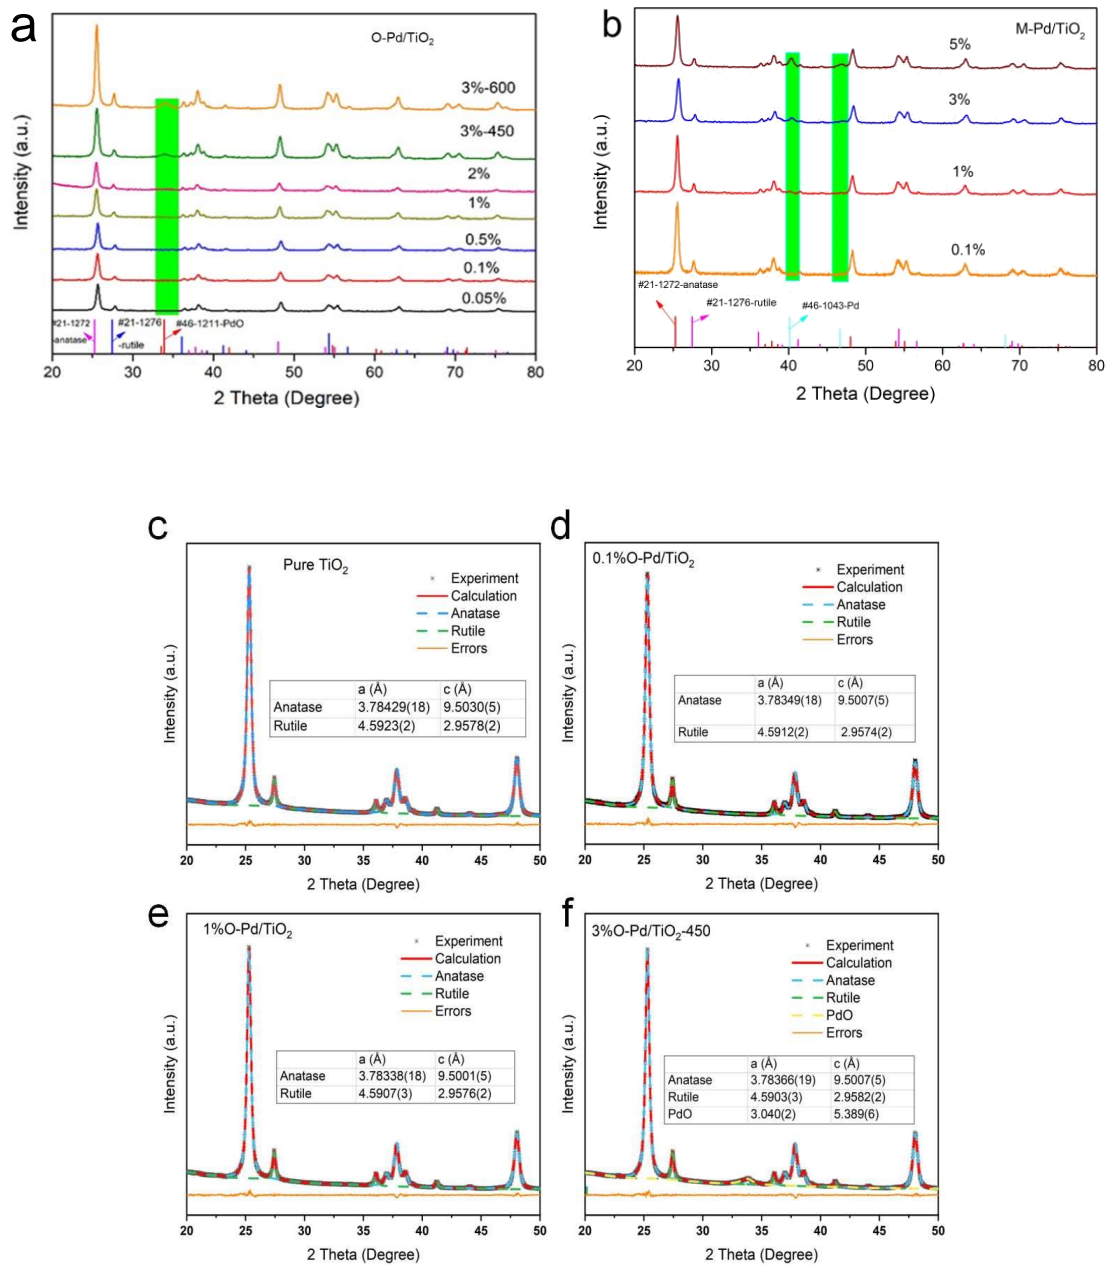 a
O-Pd/TiO2
3%-600
3%-450
2%
1%
0.5%
0.1%
0.05%
#21-1272
-anatase
#21-1276
-rutile
#46-1211-PdO
Intensity (a.u.)
20 30 40 50 60 70 80
2 Theta (Degree)
b
M-Pd/TiO2
5%
3%
1%
0.1%
#21-1272-anatase
#21-1276-rutile
#46-1043-Pd
Intensity (a.u.)
20 20 30 40 50 60 70 80
2 Theta (Degree)
c
Pure TiO2
Experiment
Calculation
Anatase
Rutile
Errors
a (Å) c (Å)
Anatase 3.78429(18) 9.5030(5)
Rutile 4.5923(2) 2.9578(2)
Intensity (a.u.)
20 25 30 35 40 45 50
2 Theta (Degree)
d
0.1%O-Pd/TiO2
Experiment
Calculation
Anatase
Rutile
Errors
a (Å) c (Å)
Anatase 3.78349(18) 9.5007(5)
Rutile 4.5912(2) 2.9574(2)
Intensity (a.u.)
20 25 30 35 40 45 50
2 Theta (Degree)
e
1%O-Pd/TiO2
Experiment
Calculation
Anatase
Rutile
Errors
a (Å) c (Å)
Anatase 3.78338(18) 9.5001(5)
Rutile 4.5907(3) 2.9576(2)
Intensity (a.u.)
20 25 30 35 40 45 50
2 Theta (Degree)
f
3%O-Pd/TiO2-450
Experiment
Calculation
Anatase
Rutile
PdO
Errors
a (Å) c (Å)
Anatase 3.78366(19) 9.5007(5)
Rutile 4.5903(3) 2.9582(2)
PdO 3.040(2) 5.389(6)
Intensity (a.u.)
20 25 30 35 40 45 50
2 Theta (Degree)